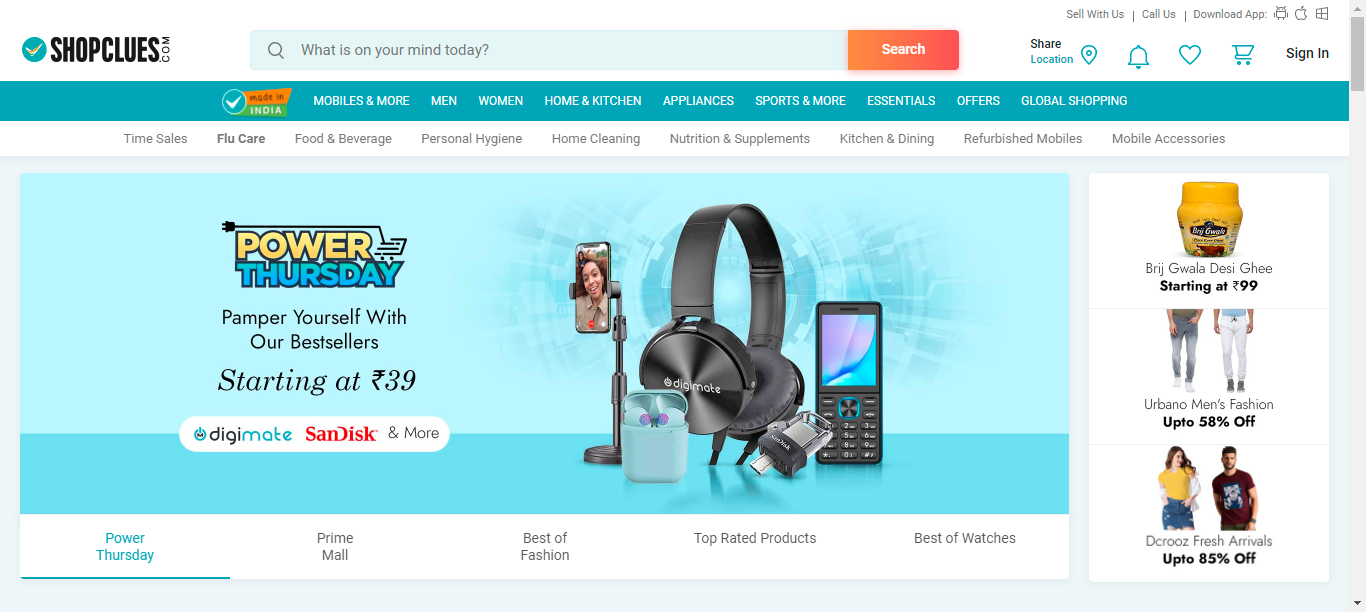 Sell With Us | Call Us | Download App:
SHOPCLUES.COM
What is on your mind today?
Search
Share
Location
Sign In
made in
INDIA
MOBILES & MORE MEN WOMEN HOME & KITCHEN APPLIANCES SPORTS & MORE ESSENTIALS OFFERS GLOBAL SHOPPING
Time Sales Flu Care Food & Beverage Personal Hygiene Home Cleaning Nutrition & Supplements Kitchen & Dining Refurbished Mobiles Mobile Accessories
POWER
THURSDAY
Pamper Yourself With
Our Bestsellers
Starting at ₹39
digimate SanDisk & More
digimate
SanDisk
Brij Gwala
Brij Gwala Desi Ghee
Starting at ₹99
Urbano Men's Fashion
Upto 58% Off
Dcrooz Fresh Arrivals
Upto 85% Off
Power
Thursday
Prime
Mall
Best of
Fashion
Top Rated Products
Best of Watches